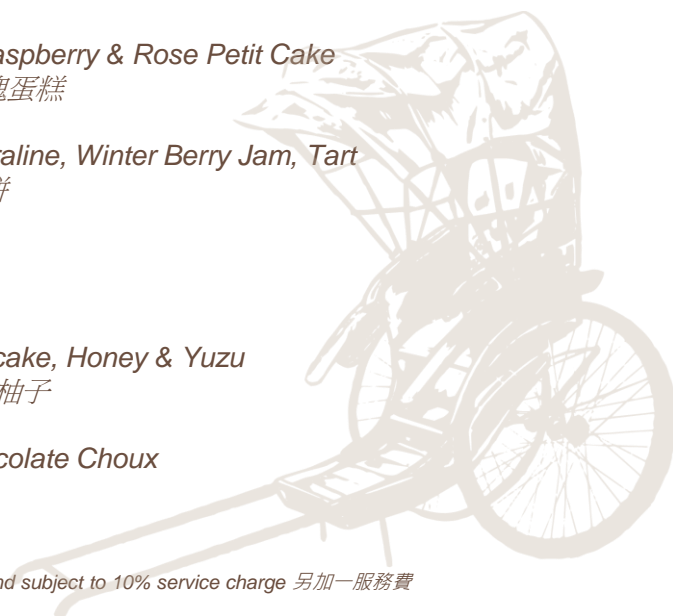 aspberry & Rose Petit Cake
瑰蛋糕
raline, Winter Berry Jam, Tart
餅
cake, Honey & Yuzu
柚子
colate Choux
nd subject to 10% service charge 另加一服務費